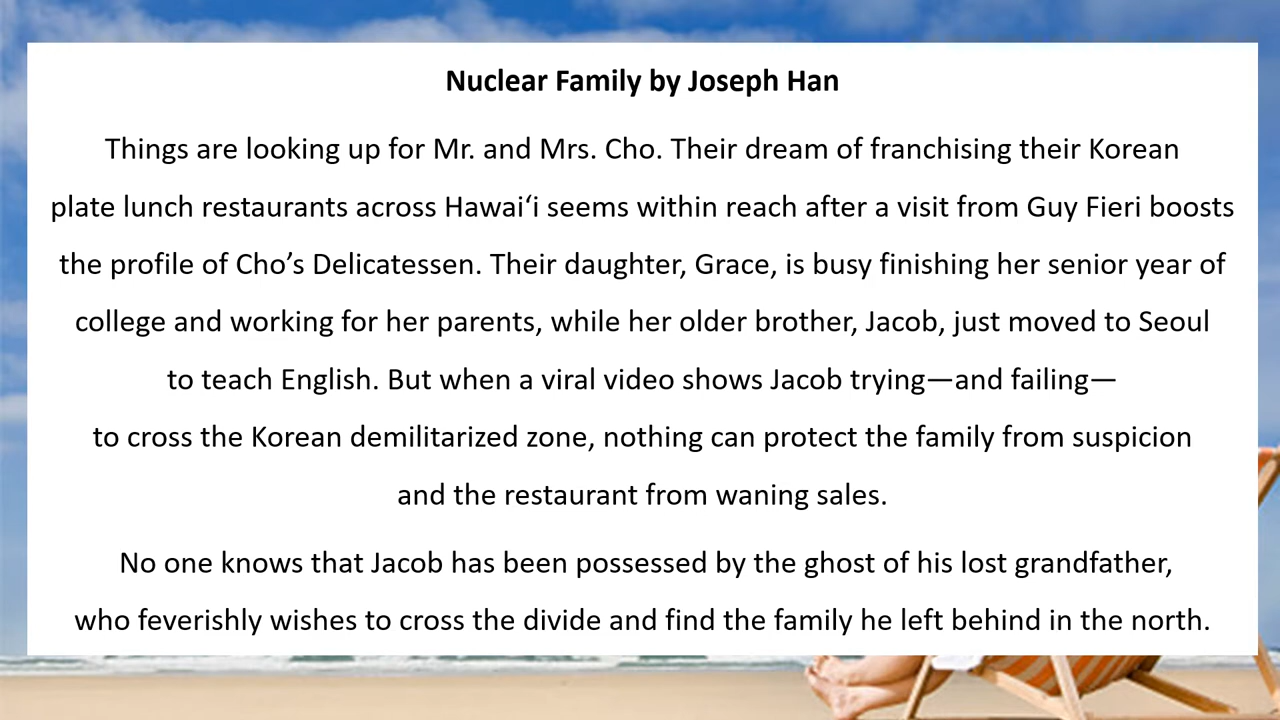 Nuclear Family by Joseph Han
Things are looking up for Mr. and Mrs. Cho. Their dream of franchising their Korean
plate lunch restaurants across Hawai‘i seems within reach after a visit from Guy Fieri boosts
the profile of Cho’s Delicatessen. Their daughter, Grace, is busy finishing her senior year of
college and working for her parents, while her older brother, Jacob, just moved to Seoul
to teach English. But when a viral video shows Jacob trying—and failing—
to cross the Korean demilitarized zone, nothing can protect the family from suspicion
and the restaurant from waning sales.
No one knows that Jacob has been possessed by the ghost of his lost grandfather,
who feverishly wishes to cross the divide and find the family he left behind in the north.